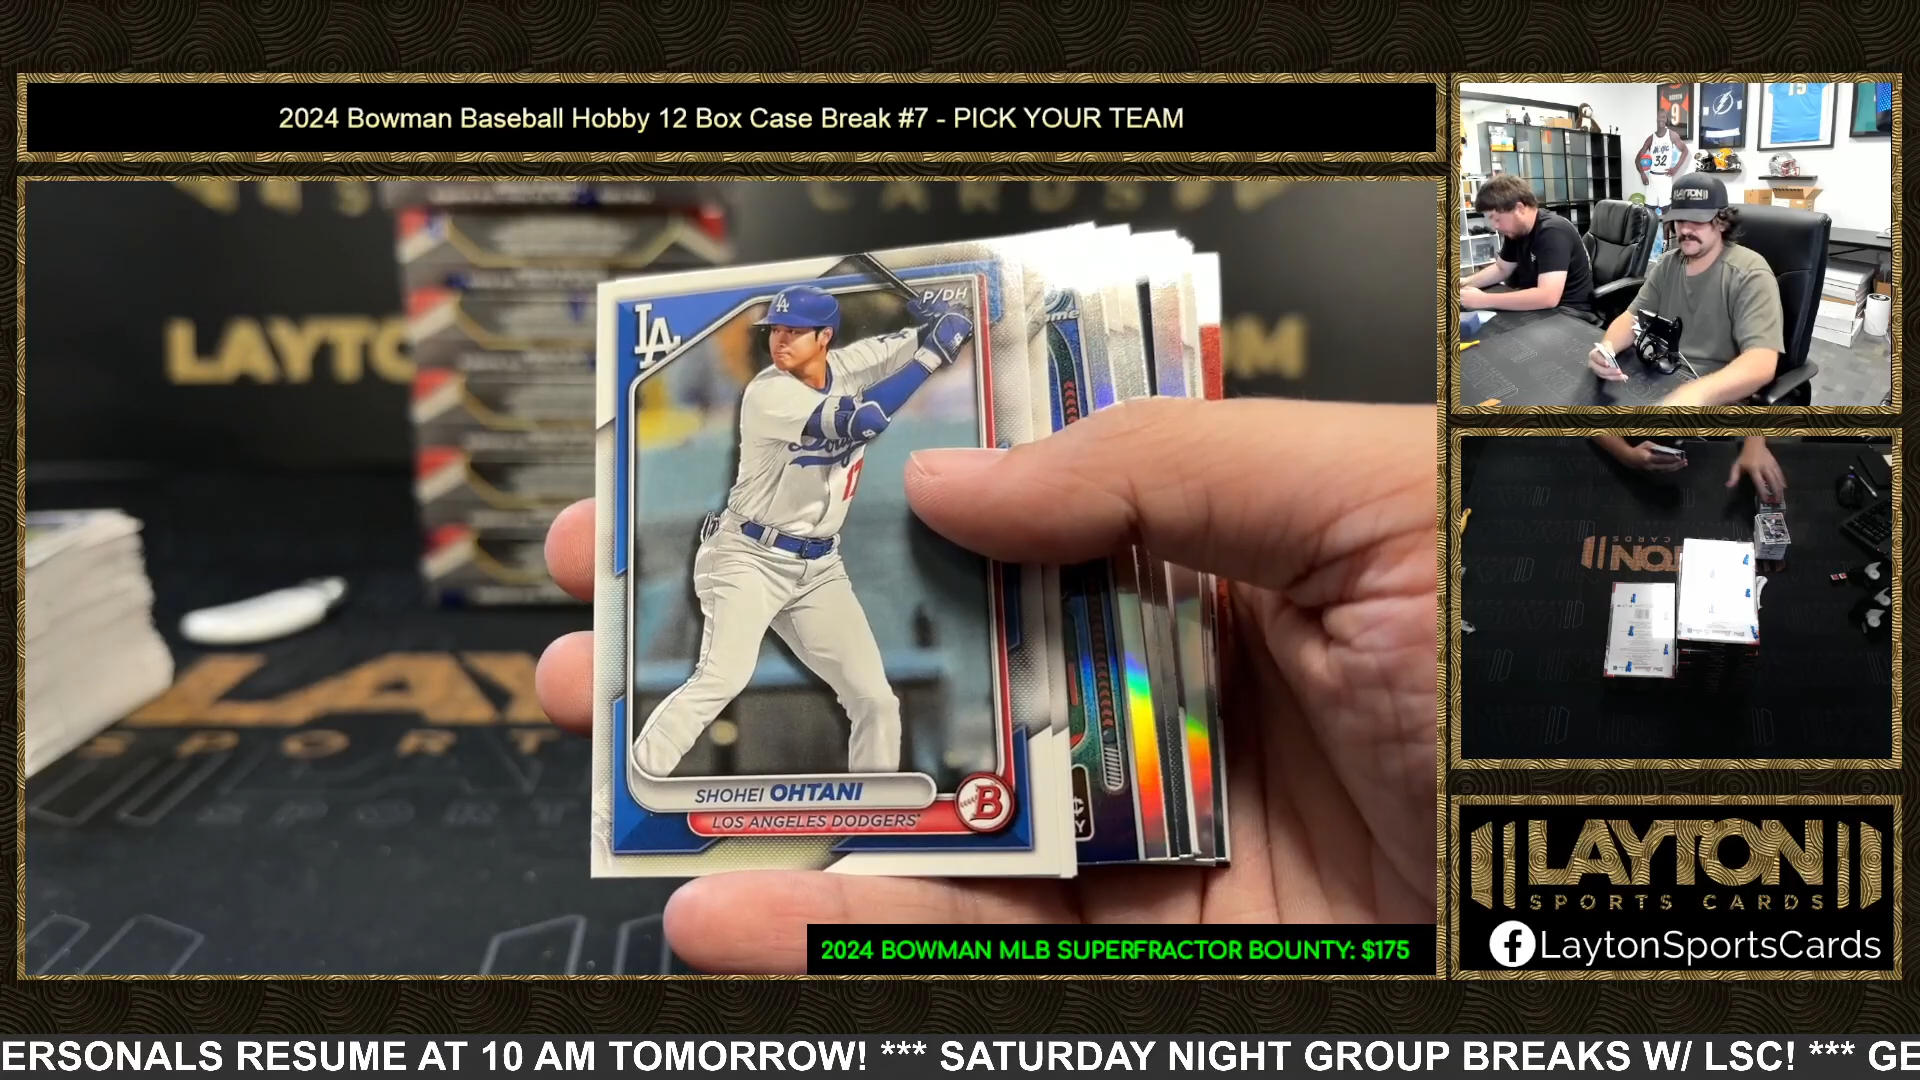 2024 Bowman Baseball Hobby 12 Box Case Break #7 - PICK YOUR TEAM
LA
P/DH
Dodgers
17
SHOHEI OHTANI
LOS ANGELES DODGERS
B
2024 BOWMAN MLB SUPERFRACTOR BOUNTY: $175
LAYTON
SPORTS CARDS
LaytonSportsCards
ERSONALS RESUME AT 10 AM TOMORROW! *** SATURDAY NIGHT GROUP BREAKS W/ LSC! *** GE